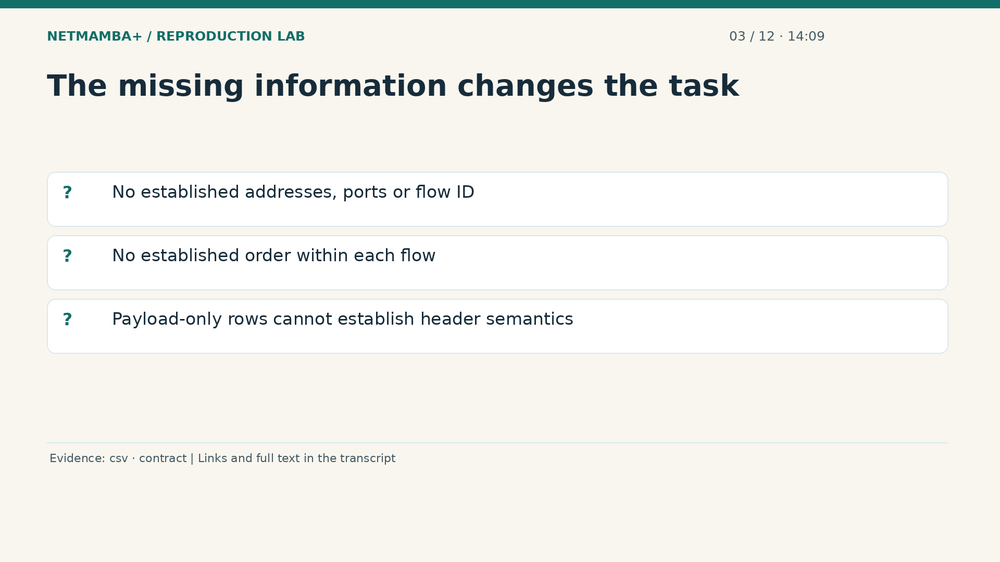 NETMAMBA+ / REPRODUCTION LAB
03 / 12 · 14:09
The missing information changes the task
? No established addresses, ports or flow ID
? No established order within each flow
? Payload-only rows cannot establish header semantics
Evidence: csv · contract | Links and full text in the transcript